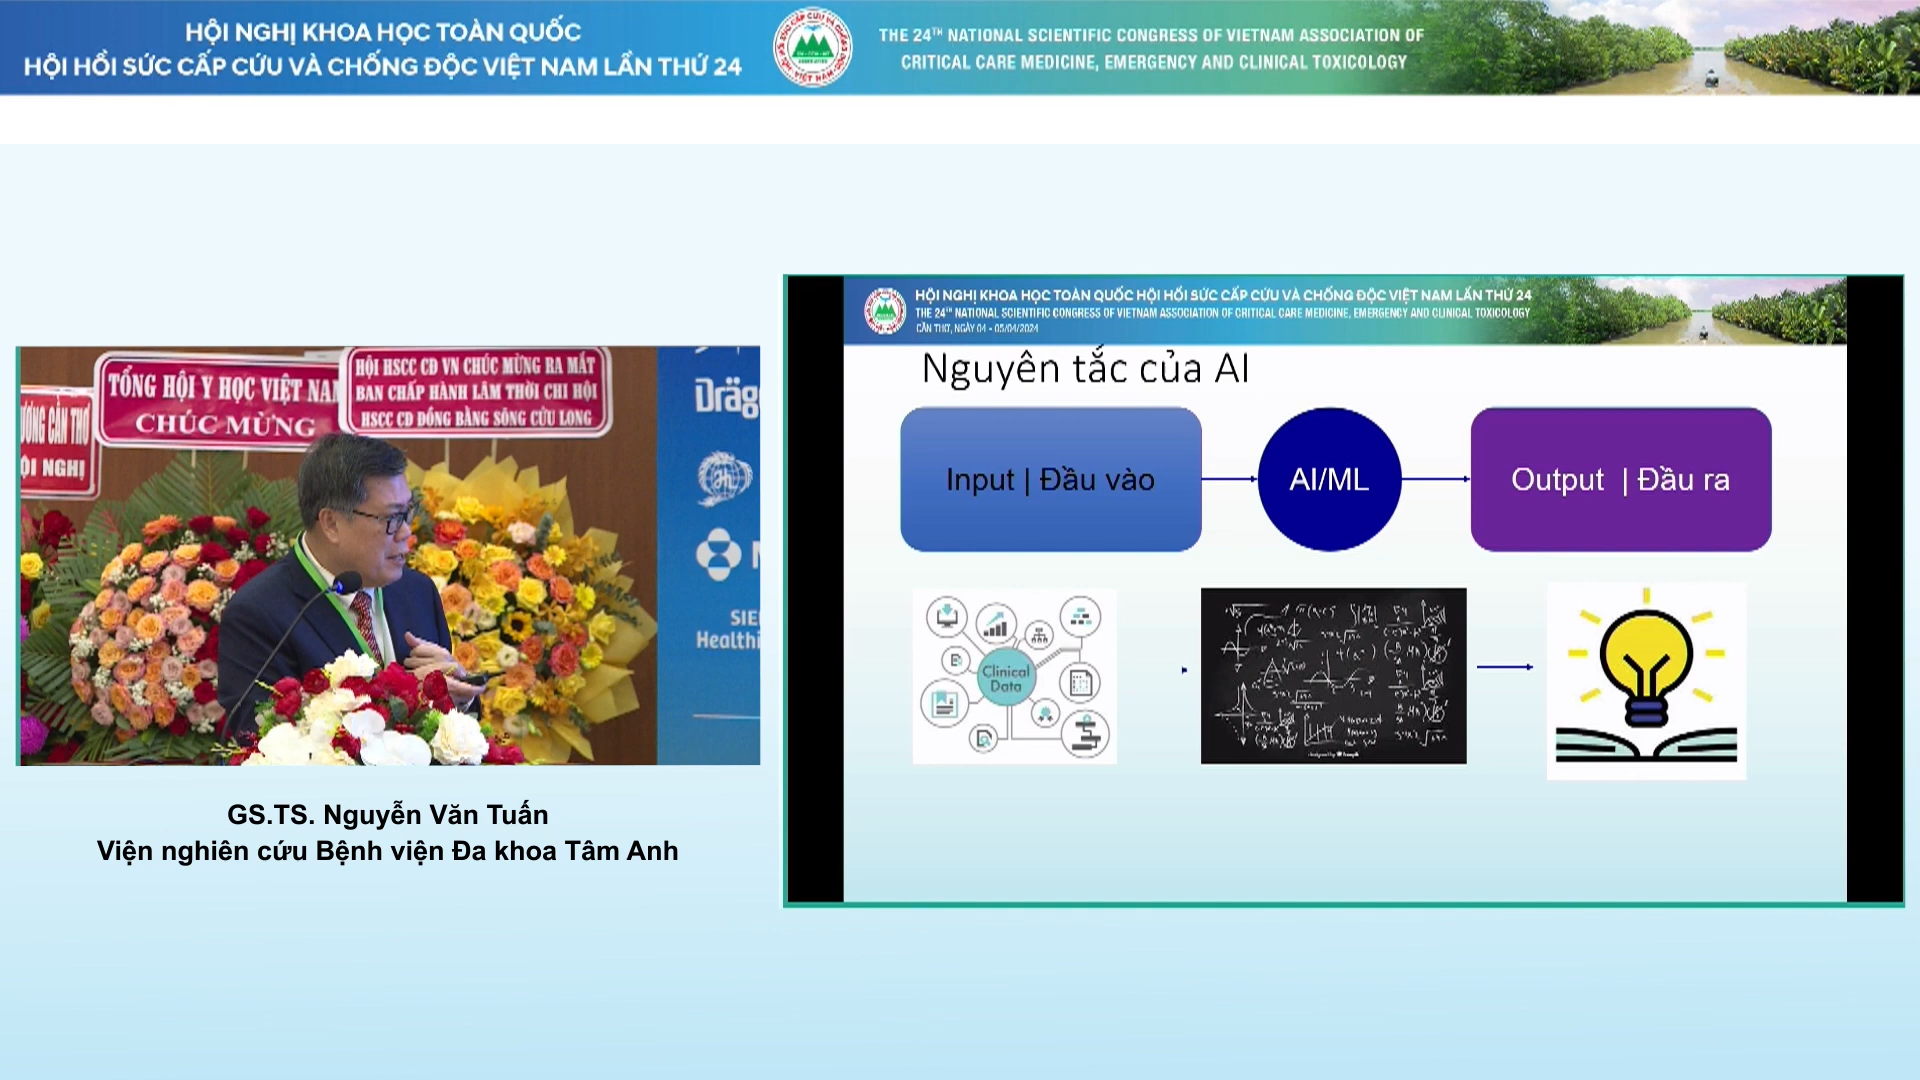 HỘI NGHỊ KHOA HỌC TOÀN QUỐC
HỘI HỒI SỨC CẤP CỨU VÀ CHỐNG ĐỘC VIỆT NAM LẦN THỨ 24
THE 24TH NATIONAL SCIENTIFIC CONGRESS OF VIETNAM ASSOCIATION OF
CRITICAL CARE MEDICINE, EMERGENCY AND CLINICAL TOXICOLOGY
TỔNG HỘI Y HỌC VIỆT NAM
CHÚC MỪNG
HỘI HSCC CĐ VN CHÚC MỪNG RA MẮT
BAN CHẤP HÀNH LÂM THỜI CHI HỘI
HSCC CĐ ĐỒNG BẰNG SÔNG CỬU LONG
ƯƠNG CẦN THƠ
ỘI NGHỊ
Dräg
SIE
Healthi
GS.TS. Nguyễn Văn Tuấn
Viện nghiên cứu Bệnh viện Đa khoa Tâm Anh
HỘI NGHỊ KHOA HỌC TOÀN QUỐC HỘI HỒI SỨC CẤP CỨU VÀ CHỐNG ĐỘC VIỆT NAM LẦN THỨ 24
THE 24TH NATIONAL SCIENTIFIC CONGRESS OF VIETNAM ASSOCIATION OF CRITICAL CARE MEDICINE, EMERGENCY AND CLINICAL TOXICOLOGY
CẦN THƠ, NGÀY 04 - 05/04/2024
Nguyên tắc của AI
Input | Đầu vào
AI/ML
Output | Đầu ra
Clinical
Data